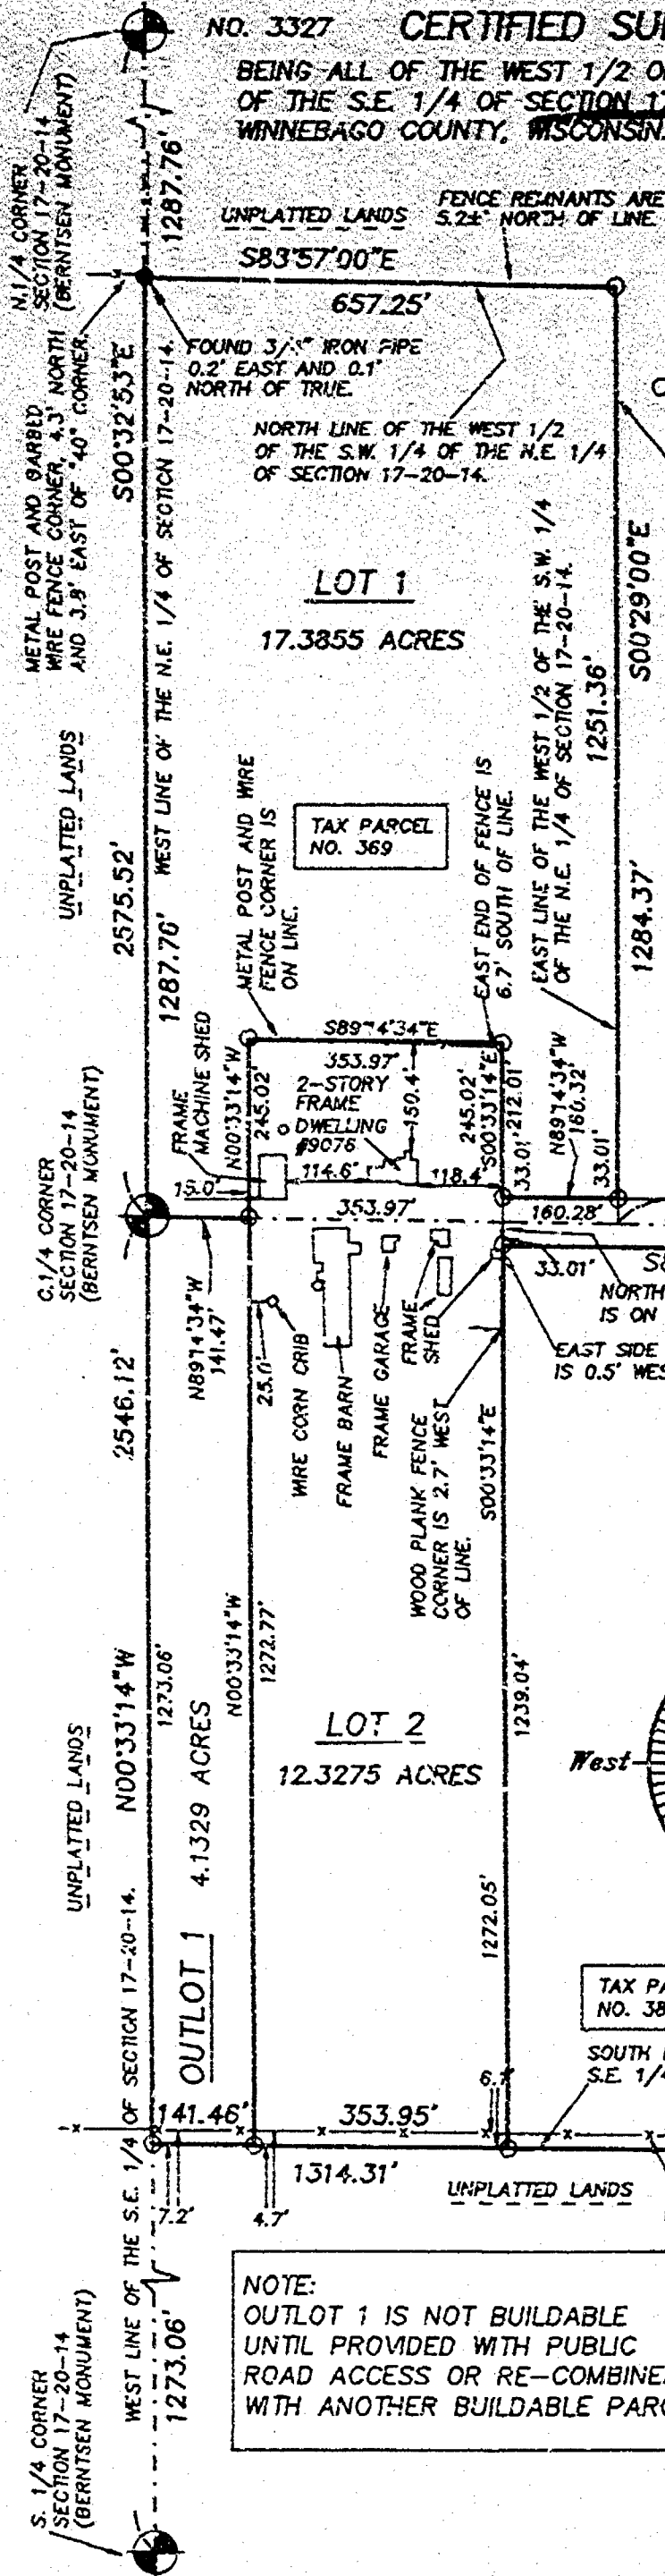 NO. 3327 CERTIFIED SU
BEING ALL OF THE WEST 1/2 O
OF THE S.E. 1/4 OF SECTION 17
WINNEBAGO COUNTY, WISCONSIN.
N.1/4 CORNER
SECTION 17-20-14
(BERNTSEN MONUMENT)
1287.76'
UNPLATTED LANDS
FENCE REMNANTS ARE
5.2±' NORTH OF LINE
S83°57'00"E
657.25'
METAL POST AND BARBED
WIRE FENCE CORNER, 4.3' NORTH
AND 3.8' EAST OF "40" CORNER.
FOUND 3/4" IRON PIPE
0.2' EAST AND 0.1'
NORTH OF TRUE.
NORTH LINE OF THE WEST 1/2
OF THE S.W. 1/4 OF THE N.E. 1/4
OF SECTION 17-20-14.
S00°32'53"E
WEST LINE OF THE N.E. 1/4 OF SECTION 17-20-14.
LOT 1
17.3855 ACRES
EAST LINE OF THE WEST 1/2 OF THE S.W. 1/4
OF THE N.E. 1/4 OF SECTION 17-20-14.
1251.36'
S00°29'00"E
1284.37'
UNPLATTED LANDS
2575.52'
1287.76'
TAX PARCEL
NO. 369
METAL POST AND WIRE
FENCE CORNER IS
ON LINE.
EAST END OF FENCE IS
6.7' SOUTH OF LINE.
S89°14'34"E
353.97'
FRAME
MACHINE SHED
N00°33'14"W
245.02'
2-STORY
FRAME
DWELLING
#9076
150.4'
245.02'
S00°33'14"E
212.01'
33.01'
N89°14'34"W
160.32'
33.01'
15.0'
114.6'
118.4'
353.97'
160.28'
C.1/4 CORNER
SECTION 17-20-14
(BERNTSEN MONUMENT)
N89°14'34"W
141.47'
25.0'
WIRE CORN CRIB
FRAME BARN
FRAME GARAGE
FRAME
SHED
33.01'
S8
NORTH
IS ON
EAST SIDE
IS 0.5' WES
WOOD PLANK FENCE
CORNER IS 2.7' WEST
OF LINE.
S00°33'14"E
2546.12'
N00°33'14"W
1273.06'
N00°33'14"W
1272.77'
1239.04'
LOT 2
12.3275 ACRES
West
UNPLATTED LANDS
OUTLOT 1
4.1329 ACRES
1272.05'
TAX PA
NO. 38
SOUTH
S.E. 1/4
WEST LINE OF THE S.E. 1/4 OF SECTION 17-20-14.
141.46'
353.95'
1314.31'
7.2'
4.7'
UNPLATTED LANDS
1273.06'
S. 1/4 CORNER
SECTION 17-20-14
(BERNTSEN MONUMENT)
NOTE:
OUTLOT 1 IS NOT BUILDABLE
UNTIL PROVIDED WITH PUBLIC
ROAD ACCESS OR RE-COMBINE
WITH ANOTHER BUILDABLE PARC